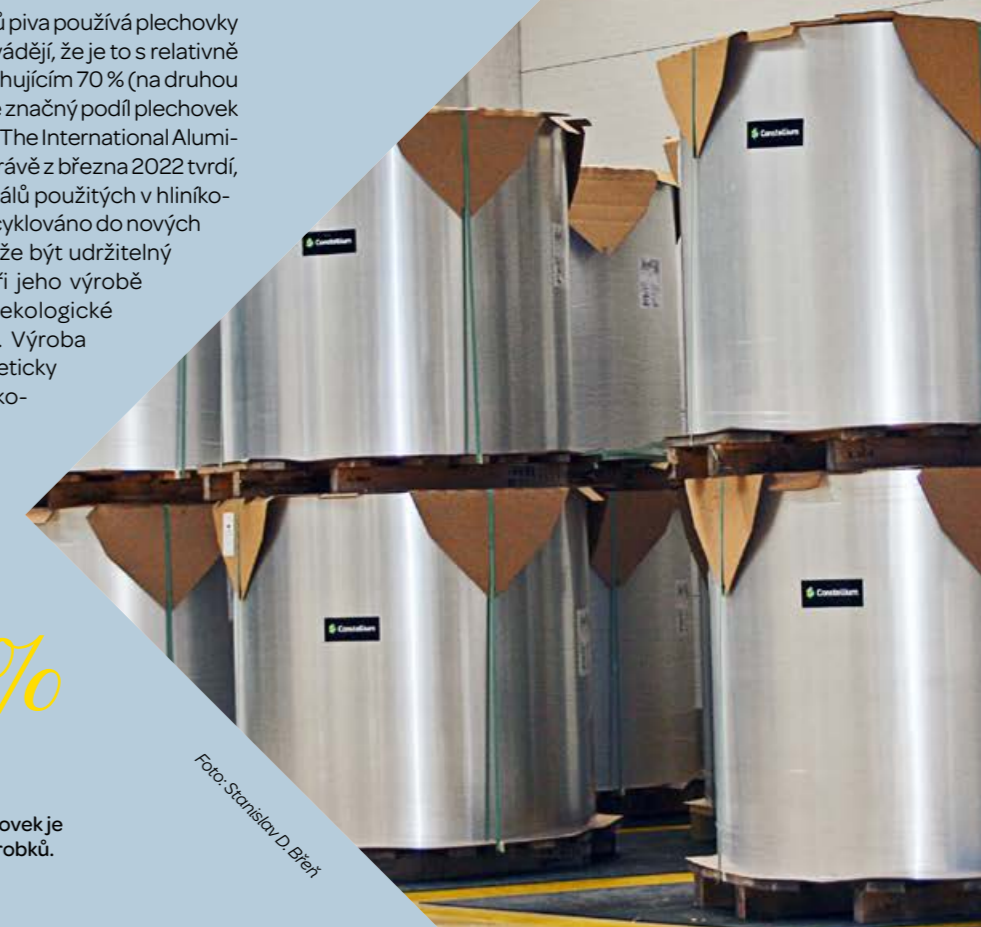 ů piva používá plechovky
vádějí, že je to s relativně
hujícím 70 % (na druhou
e značný podíl plechovek
The International Alumi-
rávě z března 2022 tvrdí,
álů použitých v hliníko-
cyklováno do nových
že být udržitelný
ři jeho výrobě
ekologické
. Výroba
eticky
ko-
%
ovek je
robků.
Foto: Stanislav D. Břeň
Constellium
Constellium
Constellium
Constellium